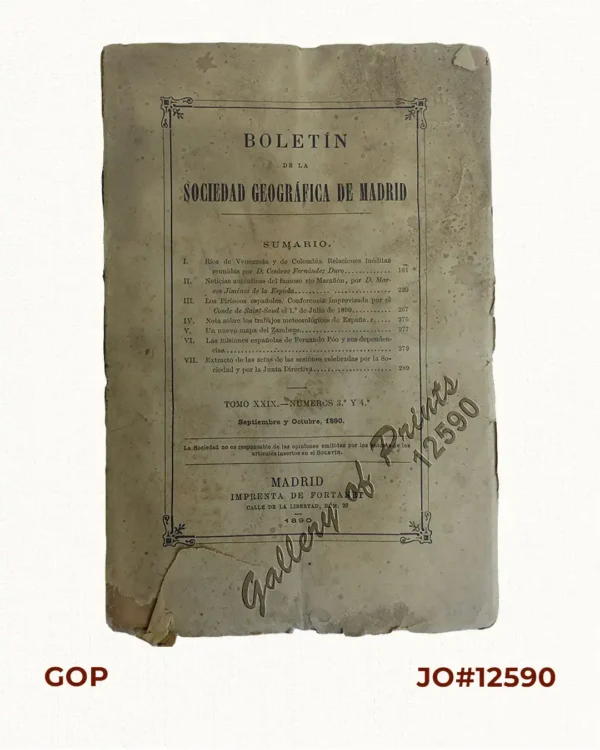 BOLETÍN
DE LA
SOCIEDAD GEOGRÁFICA DE MADRID
SUMARIO.
I. Ríos de Venezuela y de Colombia. Relaciones inéditas
reunidas por D. Cesáreo Fernández Duro............. 161
II. Noticias auténticas del famoso río Marañón, por D. Mar-
cos Jiménez de la Espada........................ 220
III. Los Pirineos españoles. Conferencia improvisada por el
Conde de Saint-Saud el 1.º de Julio de 1890.......... 267
IV. Nota sobre los trabajos meteorológicos de España..... 275
V. Un nuevo mapa del Zambeze..................... 277
VI. Las misiones españolas de Fernando Póo y sus dependen-
cias........................................ 279
VII. Extracto de las actas de las sesiones celebradas por la So-
ciedad y por la Junta Directiva................... 289
TOMO XXIX.—NÚMEROS 3.º Y 4.º
Septiembre y Octubre, 1890.
La Sociedad no es responsable de las opiniones emitidas por los de los
artículos insertos en el BOLETÍN.
MADRID
IMPRENTA DE FORTANET
CALLE DE LA LIBERTAD, NÚM. 29
1890
Gallery of Prints
12590
GOP
JO#12590